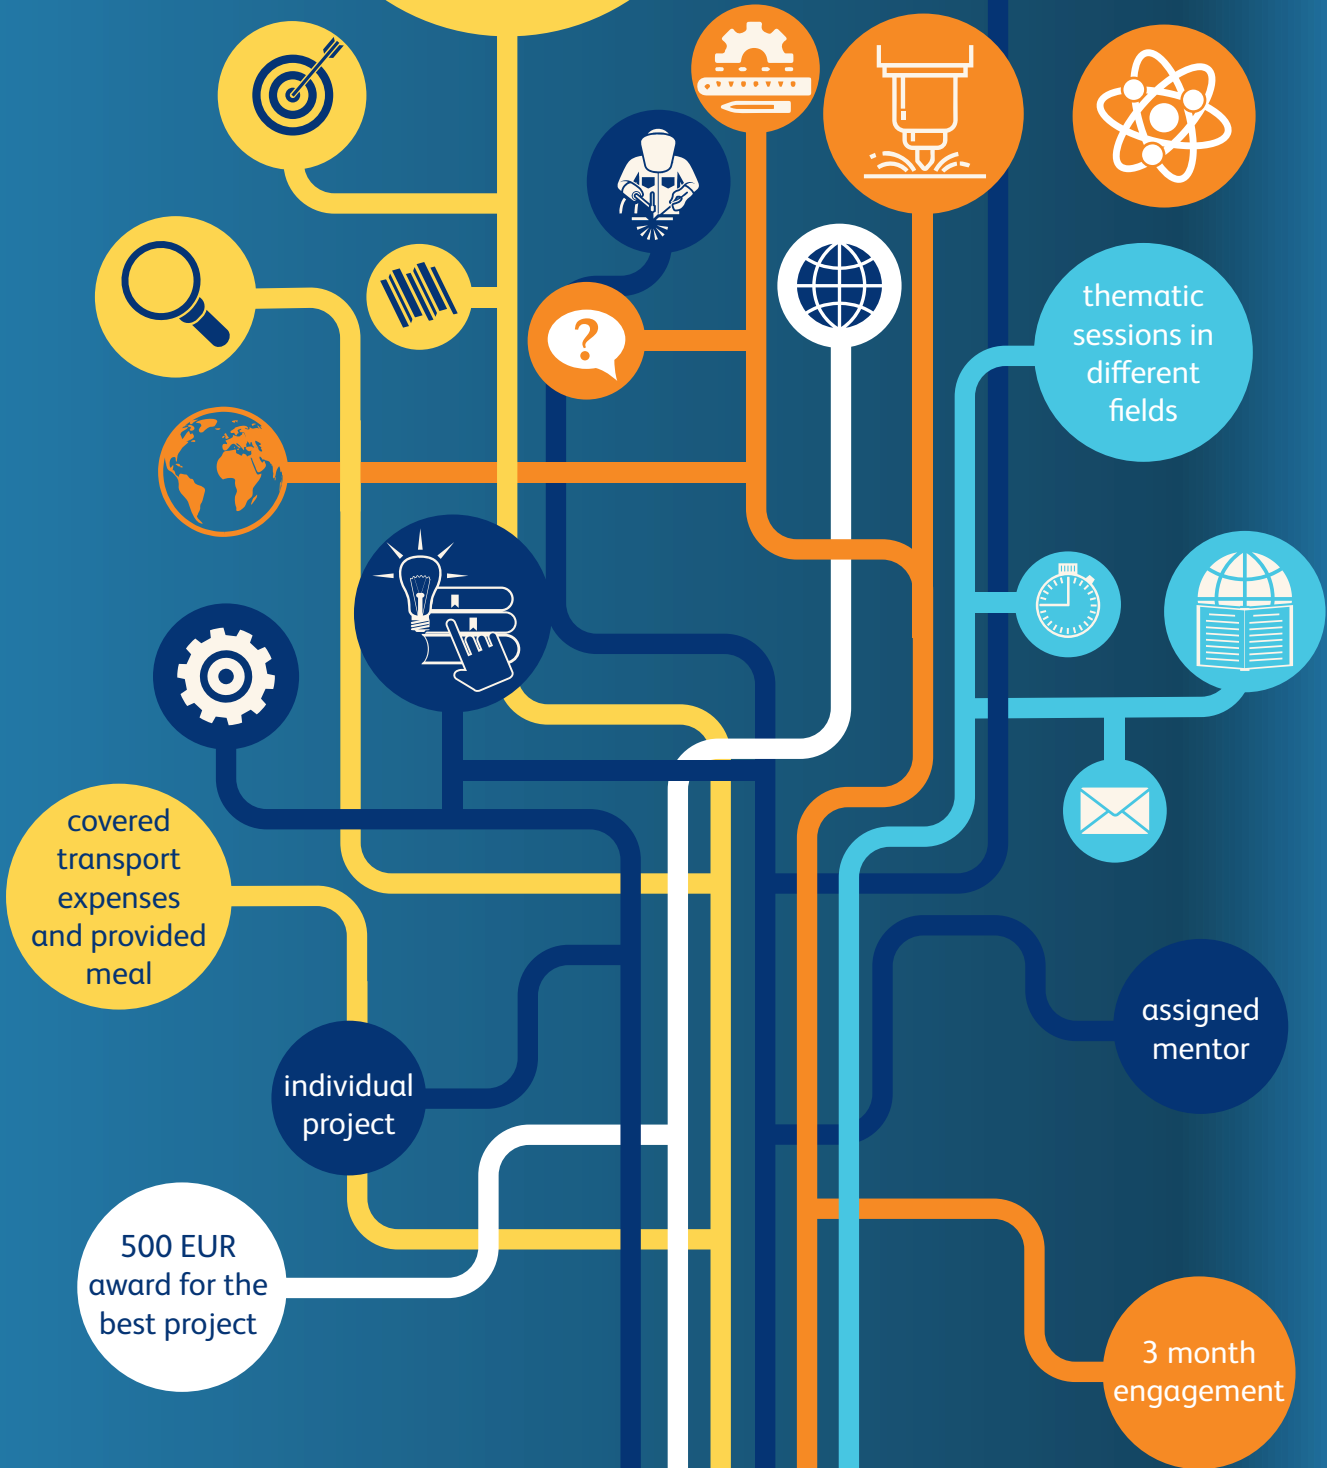 thematic
sessions in
different
fields
covered
transport
expenses
and provided
meal
assigned
mentor
individual
project
500 EUR
award for the
best project
3 month
engagement